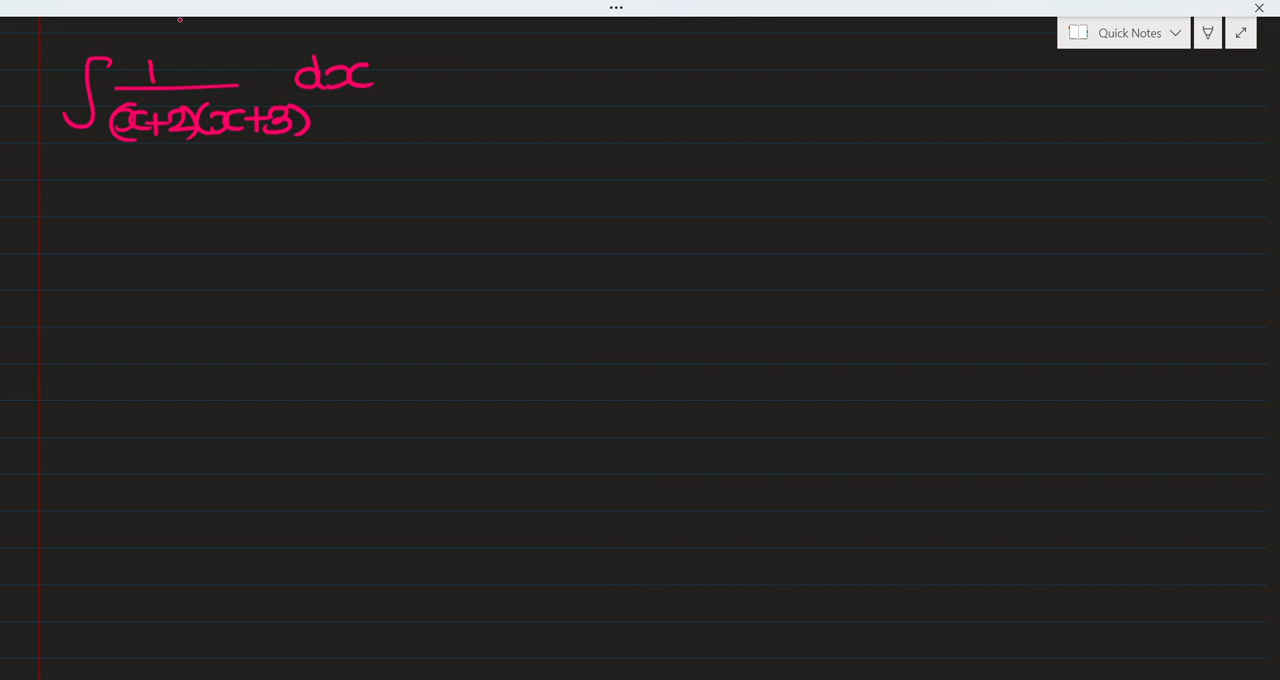 Quick Notes
∫ 1/((x+2)(x+3)) dx